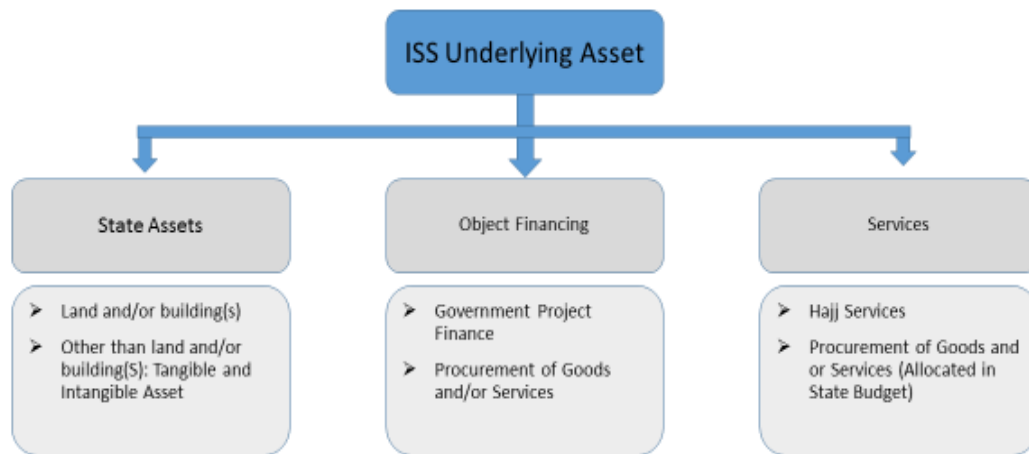 ISS Underlying Asset
State Assets
Land and/or building(s)
Other than land and/or
building(S): Tangible and
Intangible Asset
Object Financing
Government Project
Finance
Procurement of Goods
and/or Services
Services
Hajj Services
Procurement of Goods and
or Services (Allocated in
State Budget)